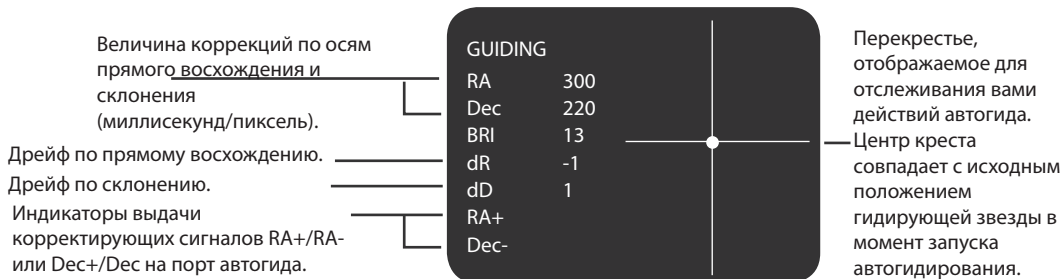 Величина коррекций по осям
прямого восхождения и
склонения
(миллисекунд/пиксель).
Дрейф по прямому восхождению.
Дрейф по склонению.
Индикаторы выдачи
корректирующих сигналов RA+/RA-
или Dec+/Dec на порт автогида.
GUIDING
RA 300
Dec 220
BRI 13
dR -1
dD 1
RA+
Dec-
Перекрестье,
отображаемое для
отслеживания вами
действий автогида.
Центр креста
совпадает с исходным
положением
гидирующей звезды в
момент запуска
автогидирования.